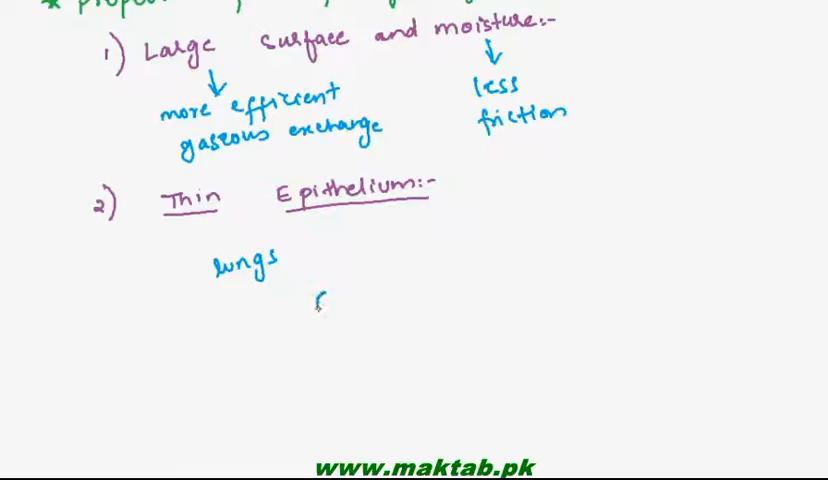 1) Large surface and moisture:-
more efficient
gaseous exchange
less
friction
2) Thin Epithelium:-
lungs
www.maktab.pk